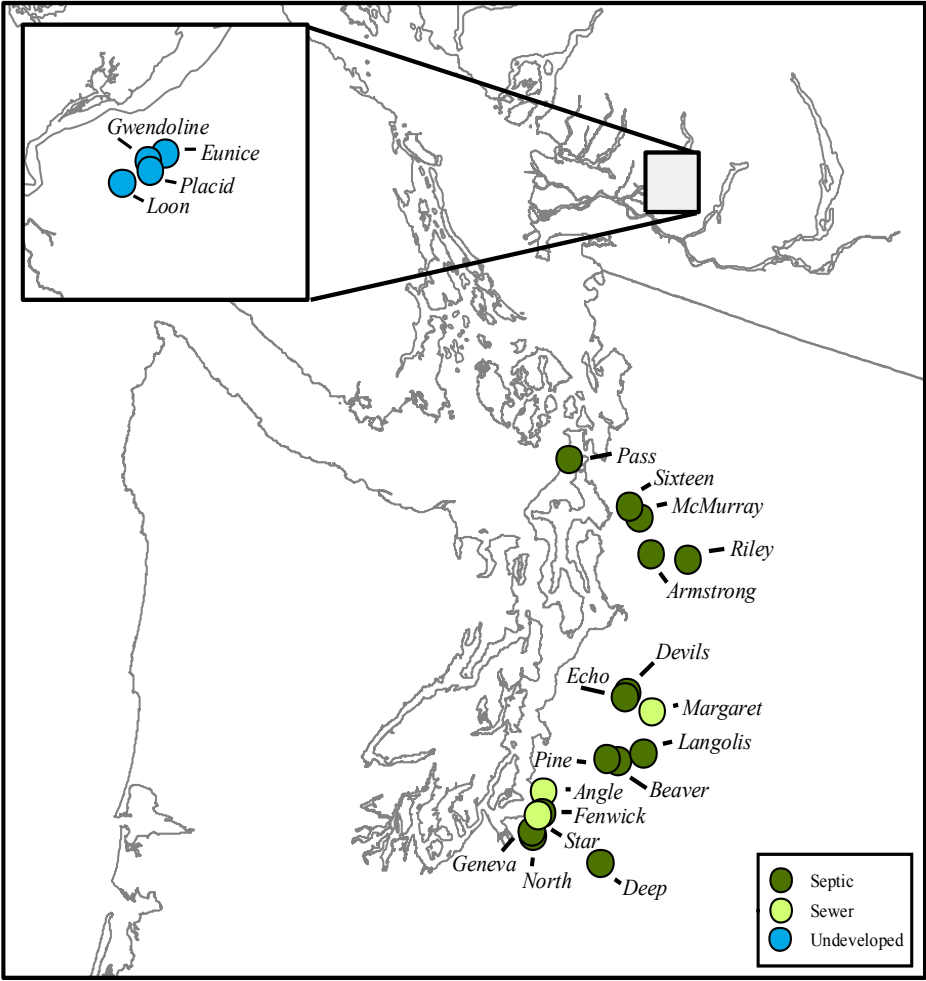 Gwendoline
Eunice
Placid
Loon
Pass
Sixteen
McMurray
Riley
Armstrong
Devils
Echo
Margaret
Langolis
Pine
Beaver
Angle
Fenwick
Star
Geneva
North
Deep
Septic
Sewer
Undeveloped